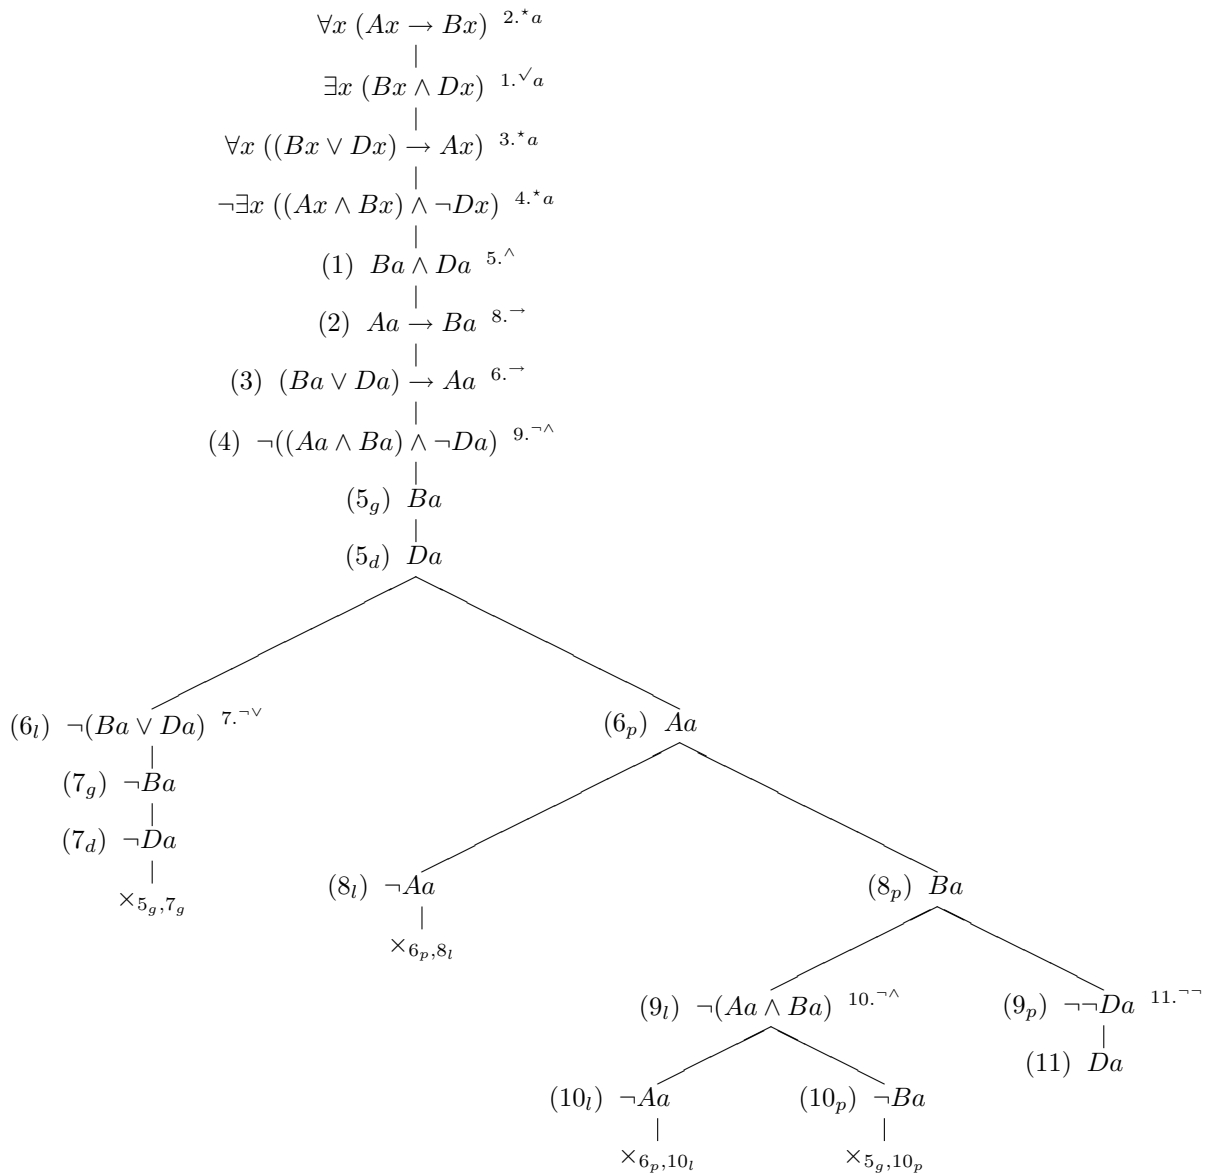 ∀x (Ax → Bx) 2.⋆a
∃x (Bx ∧ Dx) 1.√a
∀x ((Bx ∨ Dx) → Ax) 3.⋆a
¬∃x ((Ax ∧ Bx) ∧ ¬Dx) 4.⋆a
(1) Ba ∧ Da 5.∧
(2) Aa → Ba 8.→
(3) (Ba ∨ Da) → Aa 6.→
(4) ¬((Aa ∧ Ba) ∧ ¬Da) 9.¬∧
(5g) Ba
(5d) Da
(6l) ¬(Ba ∨ Da) 7.¬∨
(6p) Aa
(7g) ¬Ba
(7d) ¬Da
×5g,7g
(8l) ¬Aa
(8p) Ba
×6p,8l
(9l) ¬(Aa ∧ Ba) 10.¬∧
(9p) ¬¬Da 11.¬¬
(11) Da
(10l) ¬Aa
(10p) ¬Ba
×6p,10l
×5g,10p